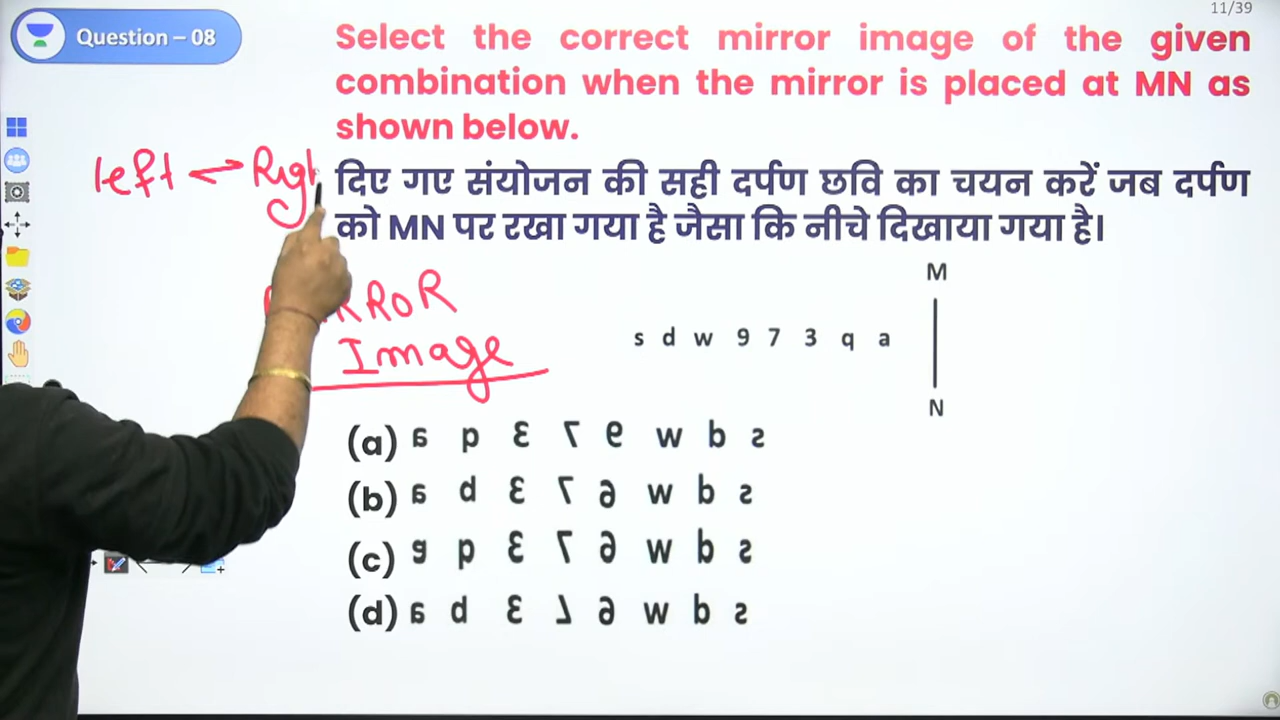 11/39
Question – 08
Select the correct mirror image of the given
combination when the mirror is placed at MN as
shown below.
left ↔ Right
दिए गए संयोजन की सही दर्पण छवि का चयन करें जब दर्पण
को MN पर रखा गया है जैसा कि नीचे दिखाया गया है।
M
s d w 9 7 3 q a
Image
N
(a)
(b)
(c)
(d)